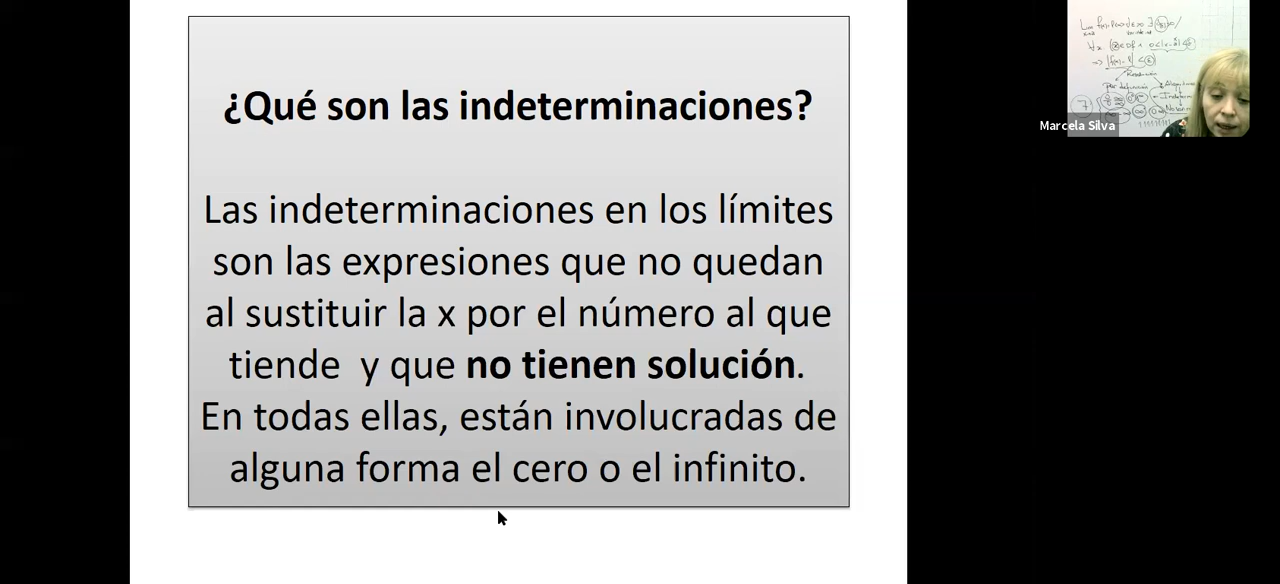 ¿Qué son las indeterminaciones?
Las indeterminaciones en los límites
son las expresiones que no quedan
al sustituir la x por el número al que
tiende y que no tienen solución.
En todas ellas, están involucradas de
alguna forma el cero o el infinito.
Marcela Silva